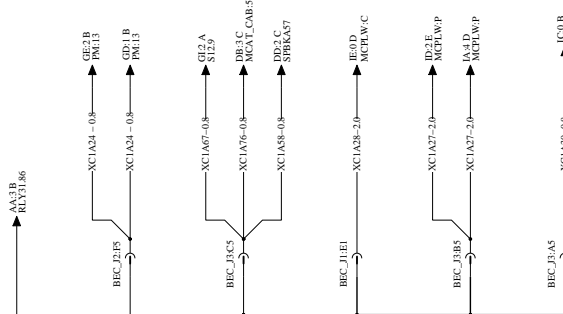 AA:3 B
RLY31.86
GE:2 B
PM:13
GD:1 B
PM:13
GI:2 A
S12.9
DB:3 C
MCAT_CAB:5
DD:2 C
SPBKA57
IE:0 D
MCPLW:C
ID:2 E
MCPLW:P
IA:4 D
MCPLW:P
XC1A24 - 0.8
XC1A24 - 0.8
XC1A67-0.8
XC1A76-0.8
XC1A58-0.8
XC1A28-2.0
XC1A27-2.0
XC1A27-2.0
BEC_J2:F5
BEC_J3:C5
BEC_J1:E1
BEC_J3:B5
BEC_J3:A5